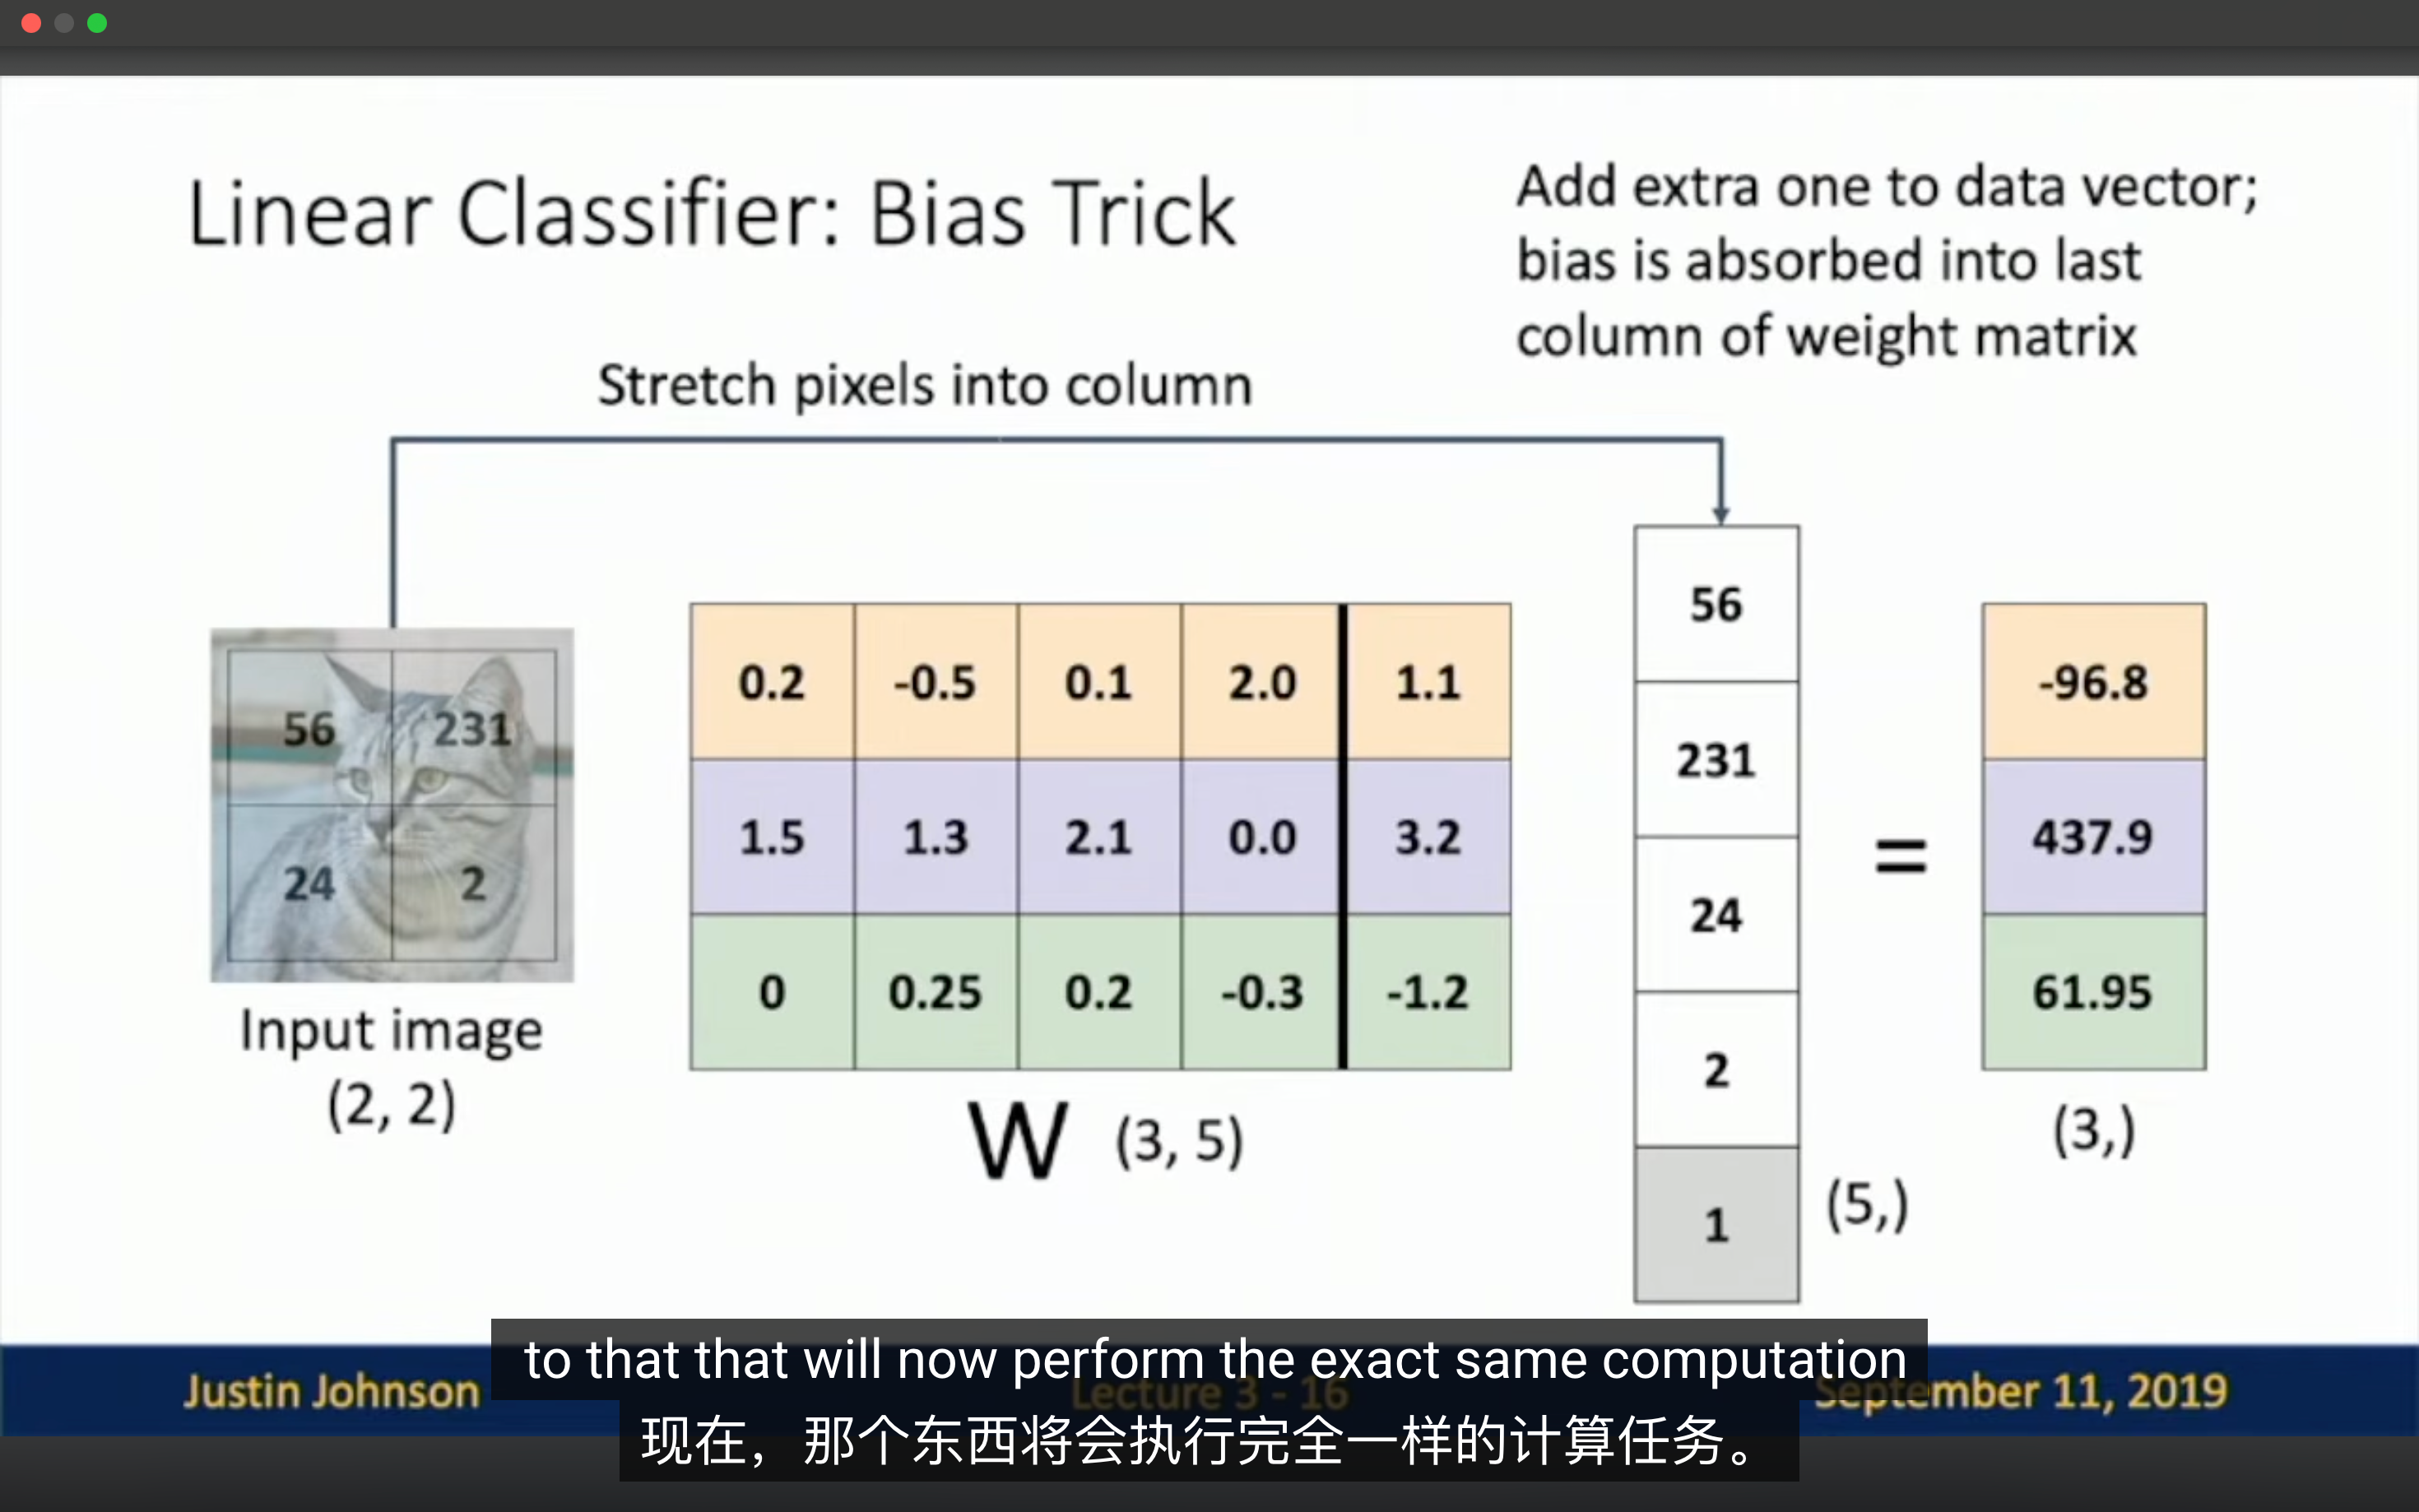 Linear Classifier: Bias Trick
Add extra one to data vector;
bias is absorbed into last
column of weight matrix
Stretch pixels into column
56 231
24 2
Input image
(2, 2)
0.2 -0.5 0.1 2.0 1.1
1.5 1.3 2.1 0.0 3.2
0 0.25 0.2 -0.3 -1.2
W (3, 5)
56
231
24
2
1
(5,)
=
-96.8
437.9
61.95
(3,)
Justin Johnson
Lecture 3 - 16
September 11, 2019
to that that will now perform the exact same computation
现在，那个东西将会执行完全一样的计算任务。